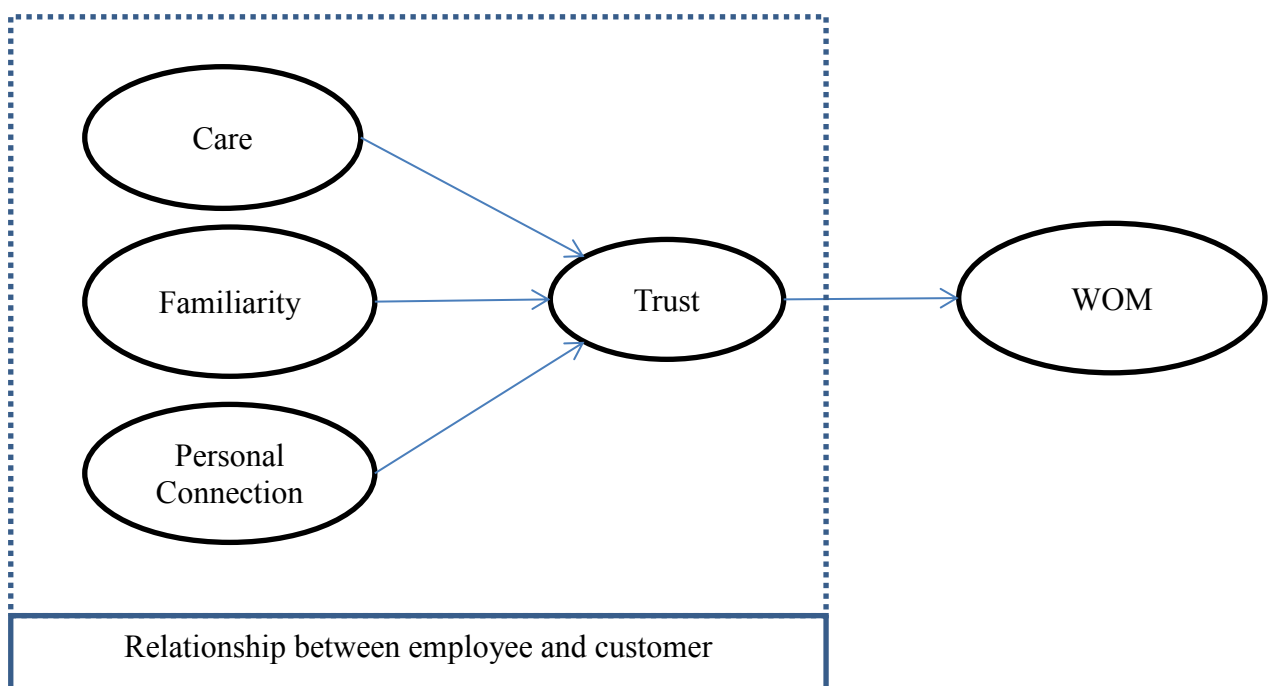 Care
Familiarity
Trust
WOM
Personal
Connection
Relationship between employee and customer